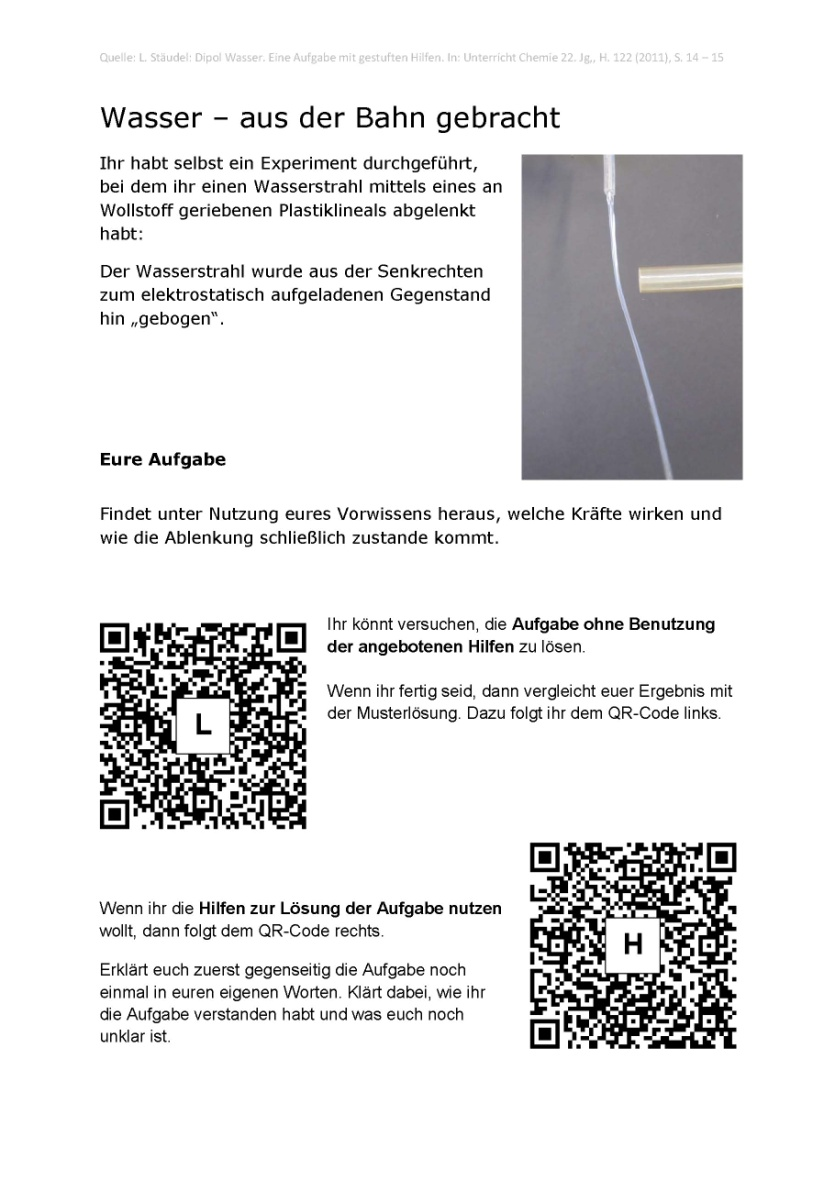 Quelle: L. Stäudel: Dipol Wasser. Eine Aufgabe mit gestuften Hilfen. In: Unterricht Chemie 22. Jg,, H. 122 (2011), S. 14 – 15
Wasser – aus der Bahn gebracht
Ihr habt selbst ein Experiment durchgeführt,
bei dem ihr einen Wasserstrahl mittels eines an
Wollstoff geriebenen Plastiklineals abgelenkt
habt:
Der Wasserstrahl wurde aus der Senkrechten
zum elektrostatisch aufgeladenen Gegenstand
hin „gebogen“.
Eure Aufgabe
Findet unter Nutzung eures Vorwissens heraus, welche Kräfte wirken und
wie die Ablenkung schließlich zustande kommt.
Ihr könnt versuchen, die Aufgabe ohne Benutzung
der angebotenen Hilfen zu lösen.
Wenn ihr fertig seid, dann vergleicht euer Ergebnis mit
der Musterlösung. Dazu folgt ihr dem QR-Code links.
L
Wenn ihr die Hilfen zur Lösung der Aufgabe nutzen
wollt, dann folgt dem QR-Code rechts.
Erklärt euch zuerst gegenseitig die Aufgabe noch
einmal in euren eigenen Worten. Klärt dabei, wie ihr
die Aufgabe verstanden habt und was euch noch
unklar ist.
H